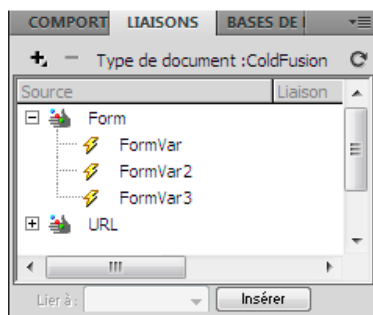 COMPORT LIAISONS BASES DE
Type de document :ColdFusion
Source Liaison
Form
FormVar
FormVar2
FormVar3
URL
Lier à : Insérer